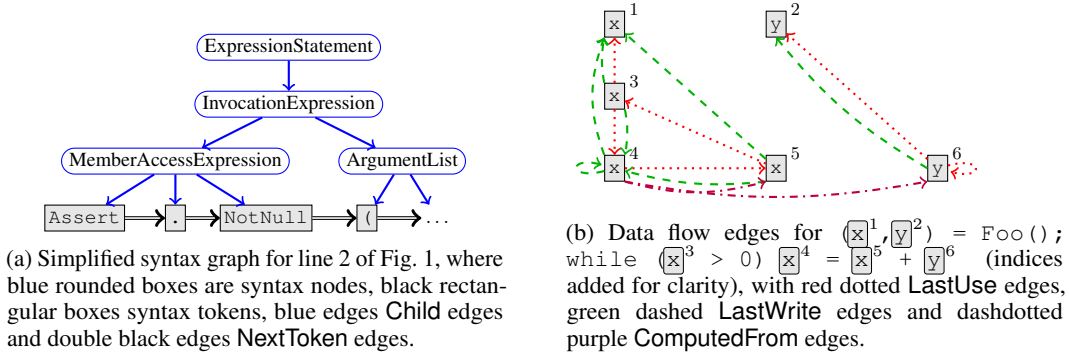 ExpressionStatement
InvocationExpression
MemberAccessExpression
ArgumentList
Assert . NotNull ( ...
(a) Simplified syntax graph for line 2 of Fig. 1, where
blue rounded boxes are syntax nodes, black rectan-
gular boxes syntax tokens, blue edges Child edges
and double black edges NextToken edges.
x 1
y 2
x 3
x 4
x 5
y 6
(b) Data flow edges for (x1,y2) = Foo();
while (x3 > 0) x4 = x5 + y6 (indices
added for clarity), with red dotted LastUse edges,
green dashed LastWrite edges and dashdotted
purple ComputedFrom edges.